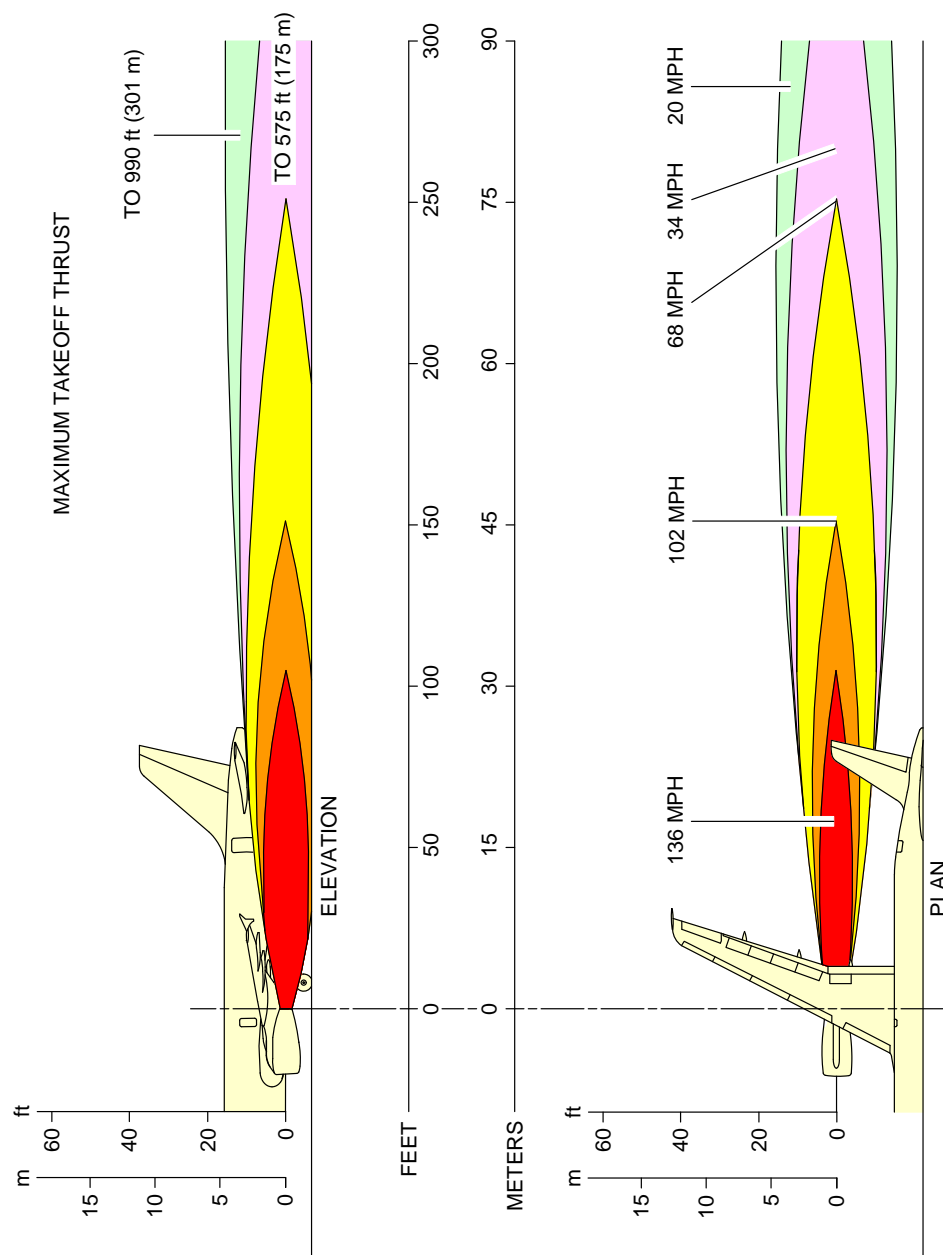 MAXIMUM TAKEOFF THRUST
TO 990 ft (301 m)
TO 575 ft (175 m)
ft
60
40
20
0
m
15
10
5
0
ELEVATION
FEET
0
50
100
150
200
250
300
METERS
0
15
30
45
60
75
90
136 MPH
102 MPH
68 MPH
34 MPH
20 MPH
ft
60
40
20
0
m
15
10
5
0
PLAN